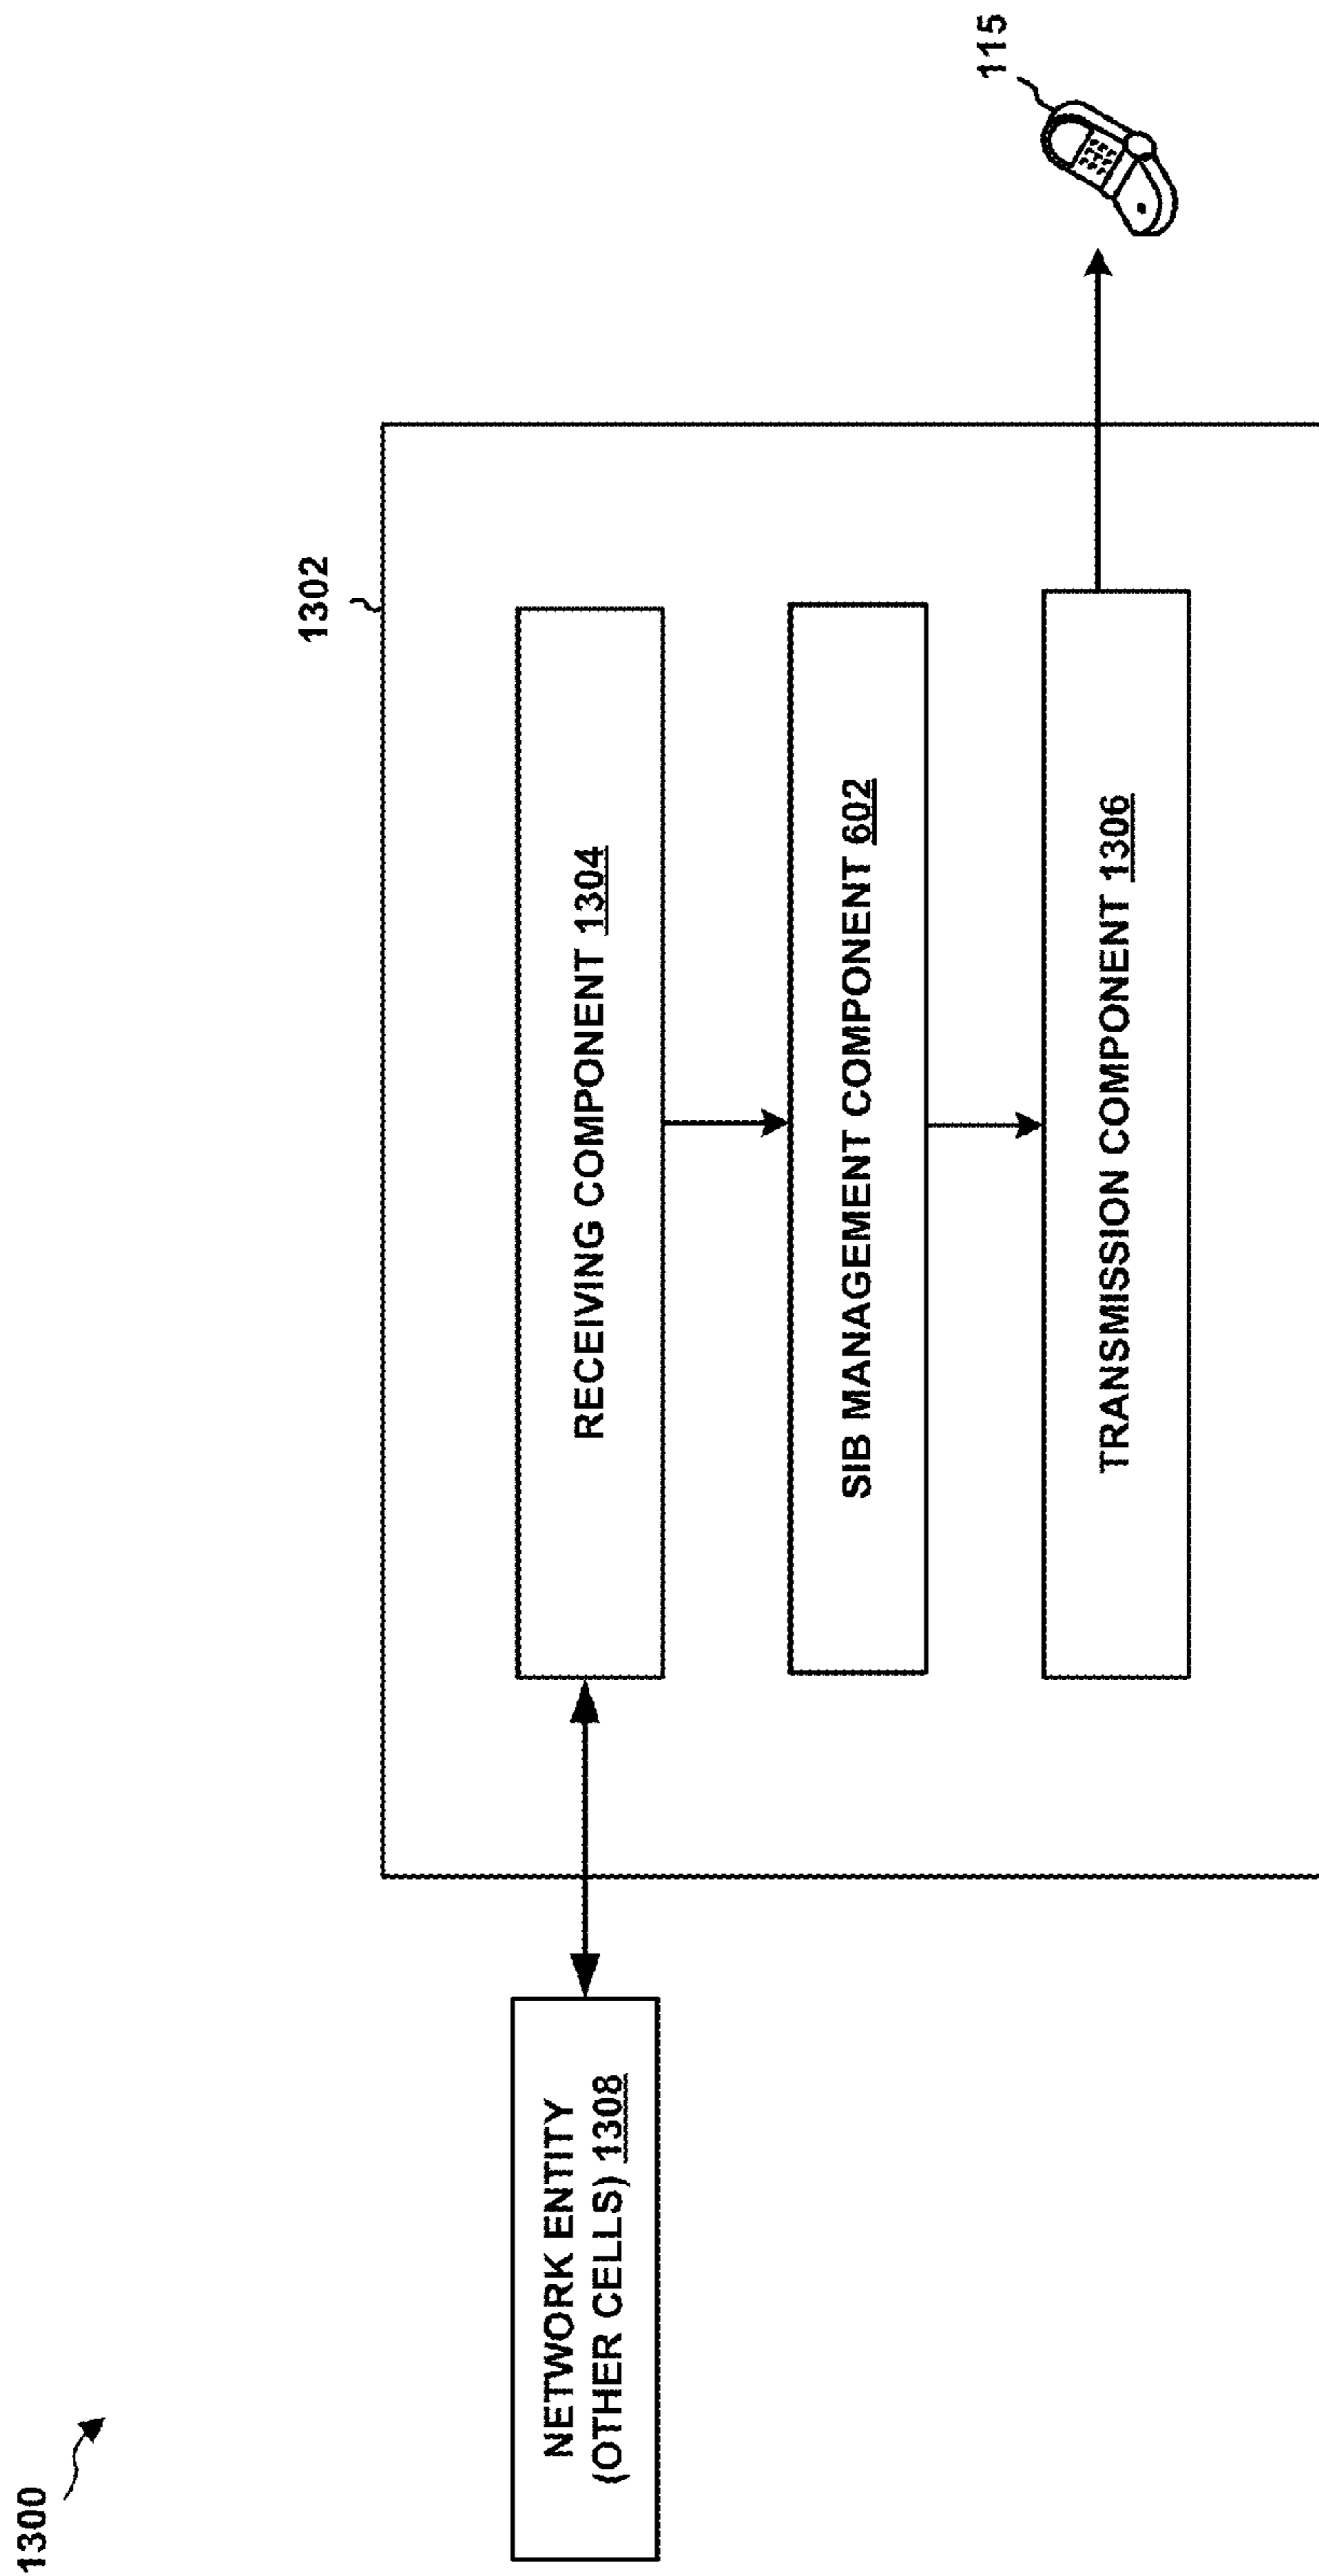 1300
1302
115
NETWORK ENTITY
(OTHER CELLS) 1308
RECEIVING COMPONENT 1304
SIB MANAGEMENT COMPONENT 602
TRANSMISSION COMPONENT 1306